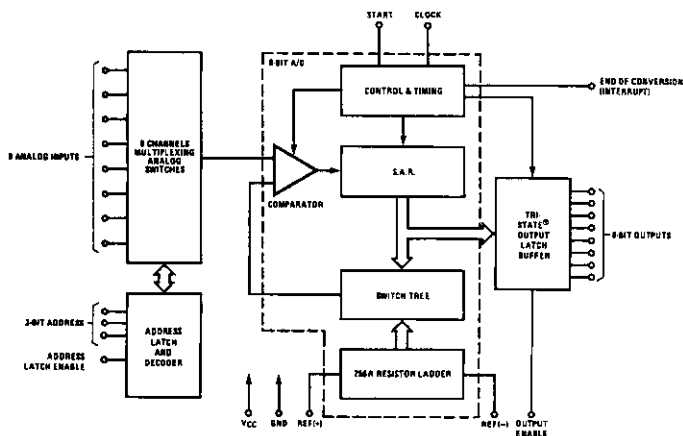 START
CLOCK
8-BIT A/D
CONTROL & TIMING
END OF CONVERSION
(INTERRUPT)
8 ANALOG INPUTS
8 CHANNELS
MULTIPLEXING
ANALOG
SWITCHES
COMPARATOR
S.A.R.
TRI-
STATE®
OUTPUT
LATCH
BUFFER
8-BIT OUTPUTS
SWITCH TREE
3-BIT ADDRESS
ADDRESS
LATCH ENABLE
ADDRESS
LATCH
AND
DECODER
256R RESISTOR LADDER
VCC
GND
REF(+)
REF(−)
OUTPUT
ENABLE